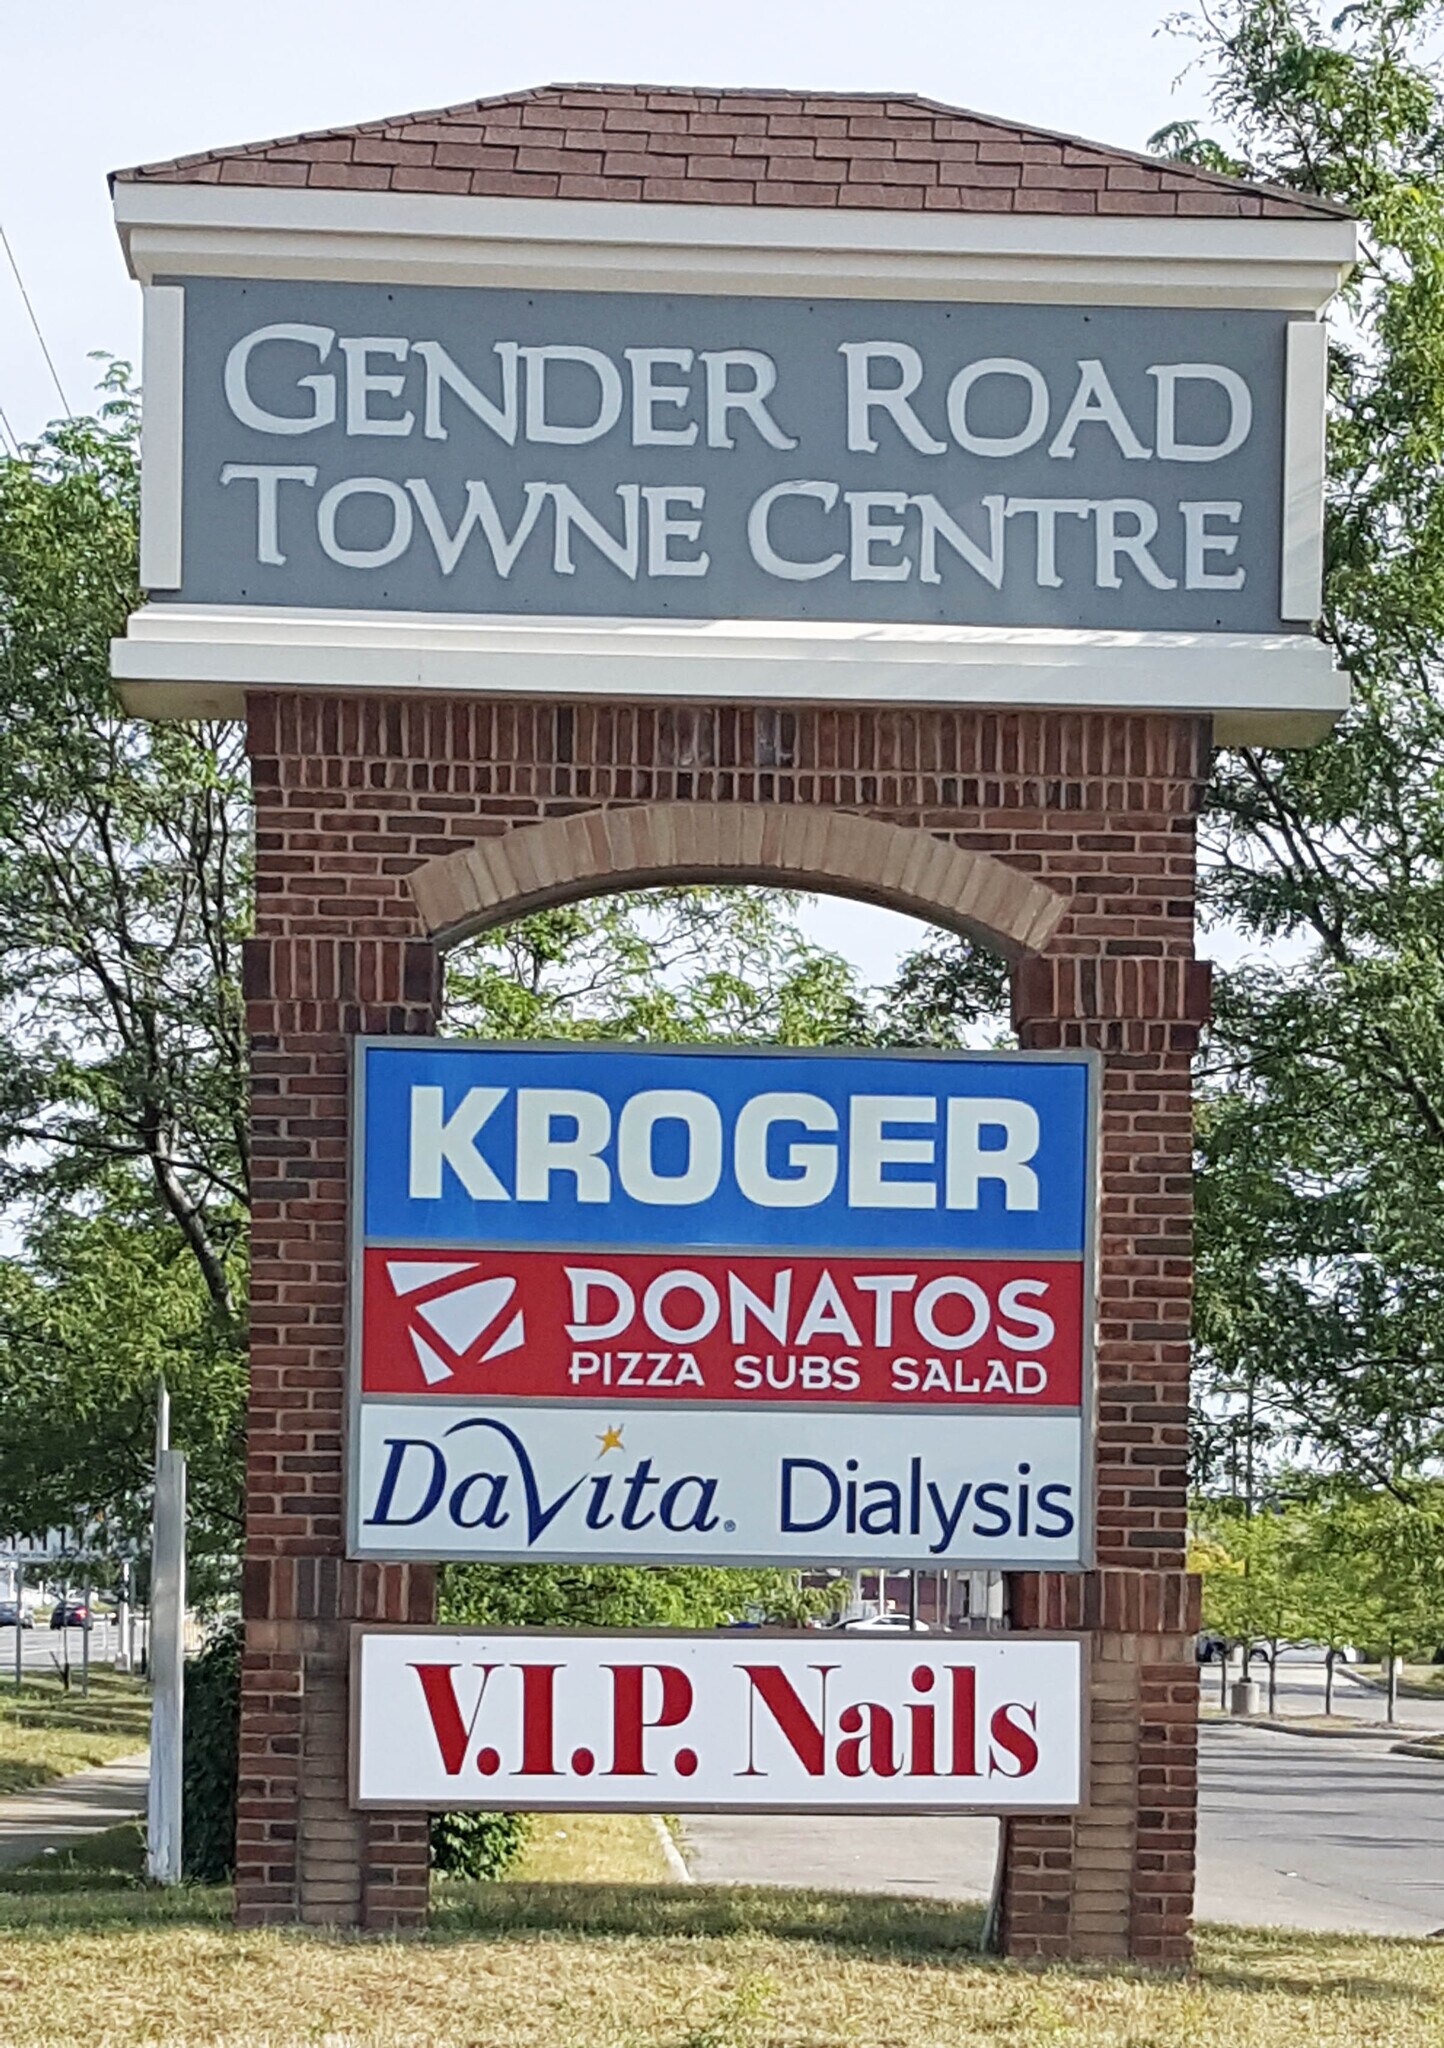 GENDER ROAD
TOWNE CENTRE
KROGER
DONATOS
PIZZA SUBS SALAD
DaVita® Dialysis
V.I.P. Nails